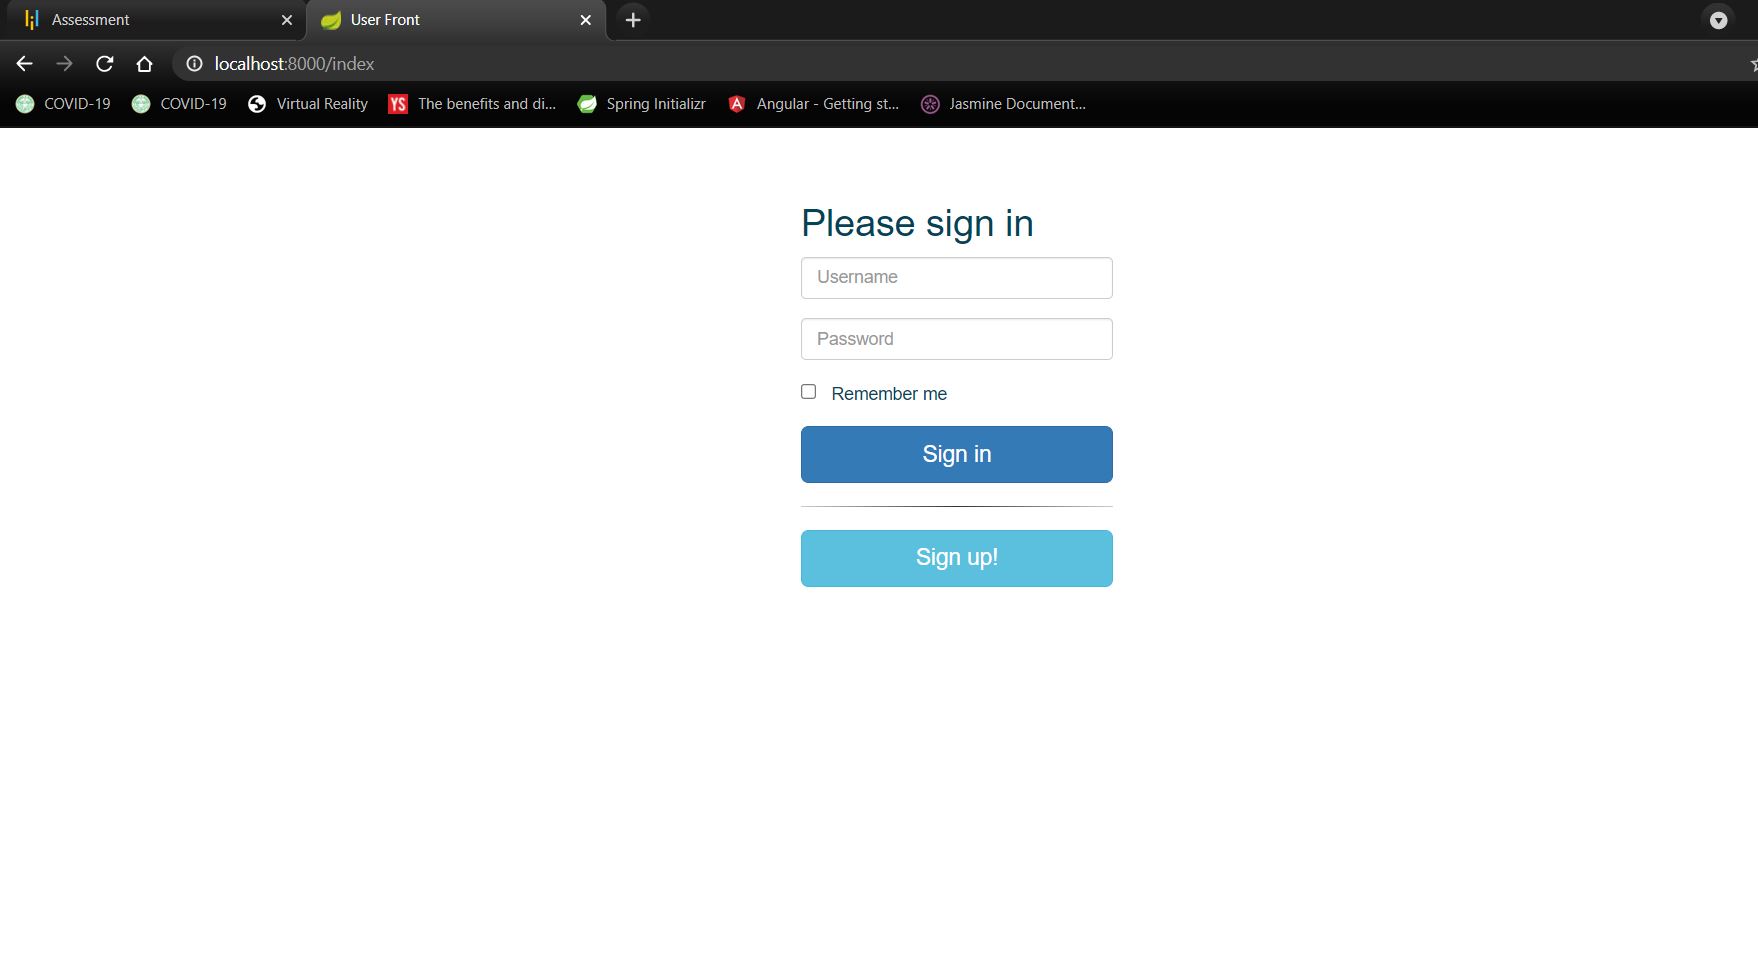 Assessment
User Front
localhost:8000/index
COVID-19
COVID-19
Virtual Reality
YS
The benefits and di...
Spring Initializr
Angular - Getting st...
Jasmine Document...
Please sign in
Username
Password
Remember me
Sign in
Sign up!